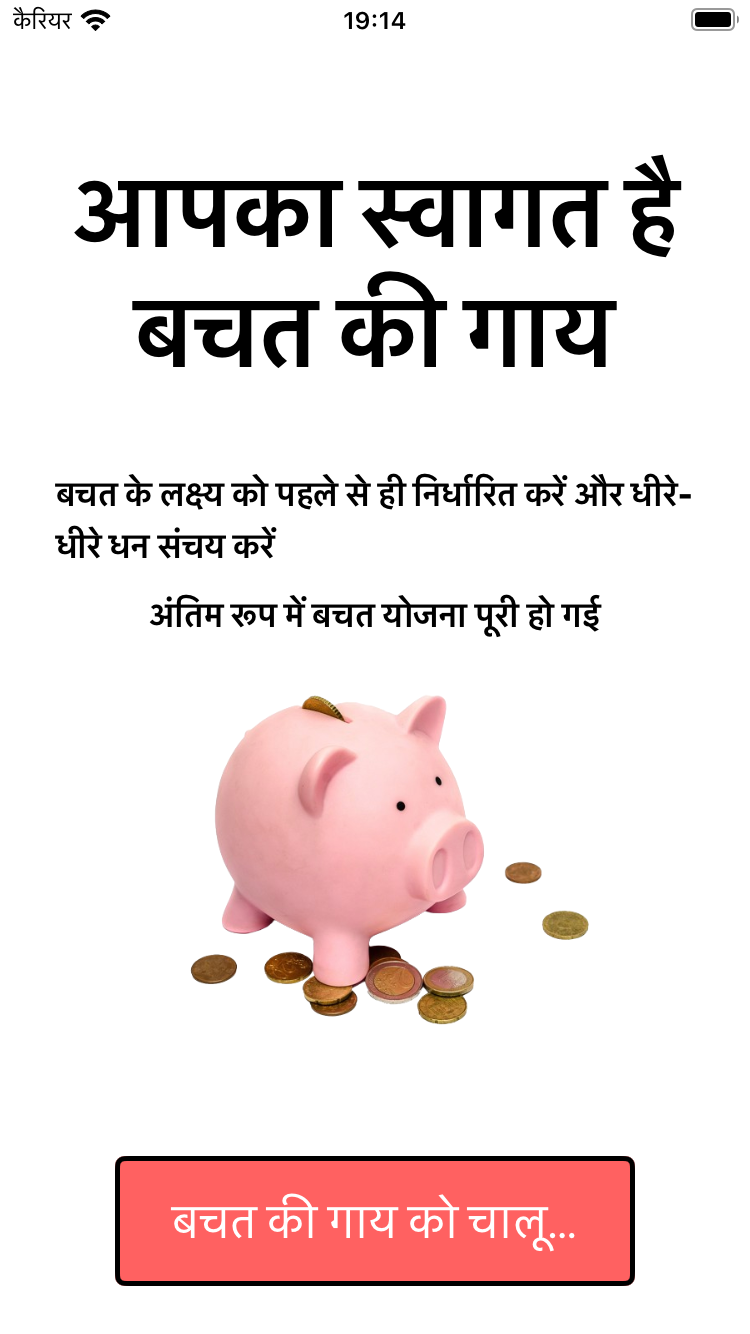 कैरियर
19:14
आपका स्वागत है
बचत की गाय
बचत के लक्ष्य को पहले से ही निर्धारित करें और धीरे-
धीरे धन संचय करें
अंतिम रूप में बचत योजना पूरी हो गई
बचत की गाय को चालू...